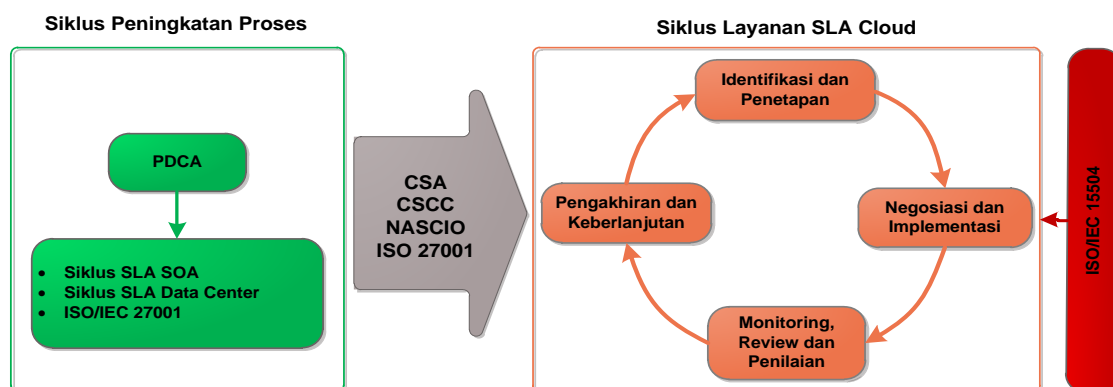 Siklus Peningkatan Proses
PDCA
• Siklus SLA SOA
• Siklus SLA Data Center
• ISO/IEC 27001
CSA
CSCC
NASCIO
ISO 27001
Siklus Layanan SLA Cloud
Identifikasi dan
Penetapan
Negosiasi dan
Implementasi
Monitoring,
Review dan
Penilaian
Pengakhiran dan
Keberlanjutan
ISO/IEC 15504